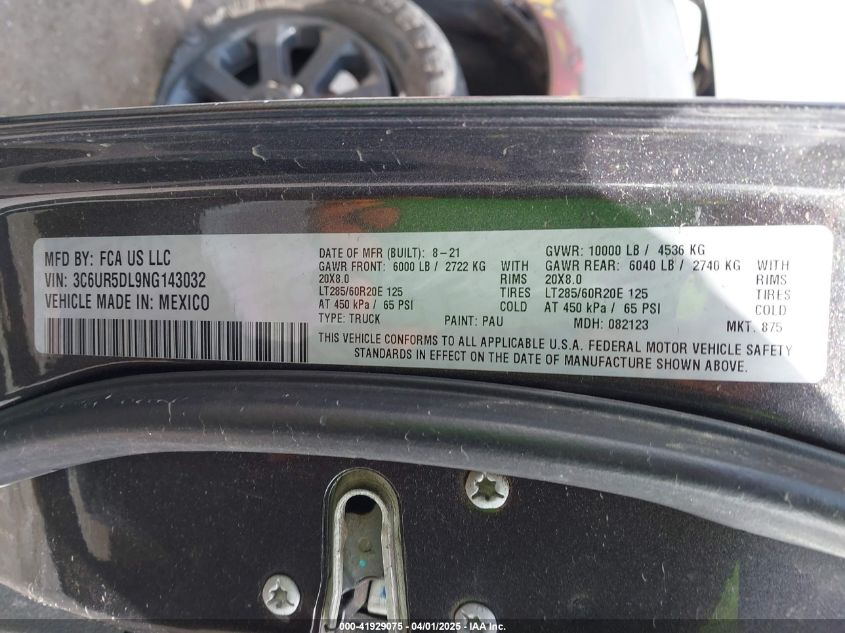 MFD BY: FCA US LLC
VIN: 3C6UR5DL9NG143032
VEHICLE MADE IN: MEXICO
DATE OF MFR (BUILT): 8-21
GVWR: 10000 LB / 4536 KG
GAWR FRONT: 6000 LB / 2722 KG WITH
GAWR REAR: 6040 LB / 2740 KG WITH
20X8.0 RIMS
20X8.0 RIMS
LT285/60R20E 125 TIRES
LT285/60R20E 125 TIRES
AT 450 kPa / 65 PSI COLD
AT 450 kPa / 65 PSI COLD
TYPE: TRUCK PAINT: PAU MDH: 082123 MKT: 875
THIS VEHICLE CONFORMS TO ALL APPLICABLE U.S.A. FEDERAL MOTOR VEHICLE SAFETY
STANDARDS IN EFFECT ON THE DATE OF MANUFACTURE SHOWN ABOVE.
000-41929075 - 04/01/2025 - IAA Inc.